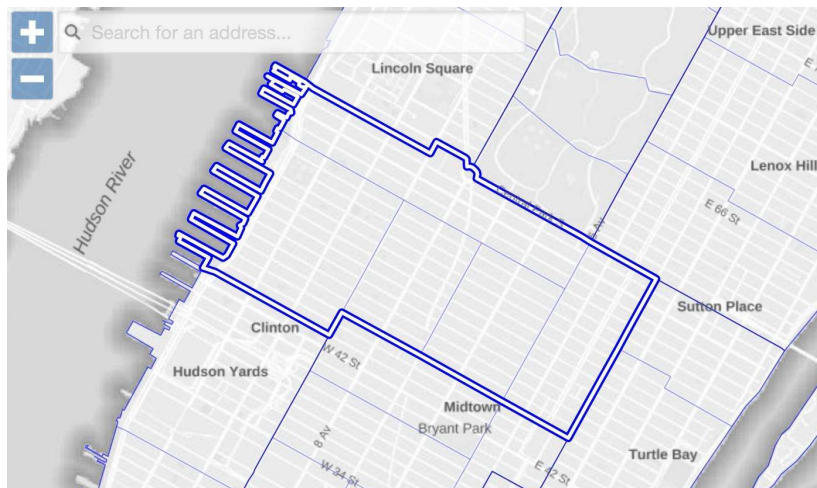 +
Search for an address...
−
Upper East Side
Lincoln Square
Lenox Hill
Hudson River
E 66 St
Sutton Place
Clinton
W 42 St
Hudson Yards
Midtown
8 Av
Bryant Park
Turtle Bay
W 34 St
E 42 St